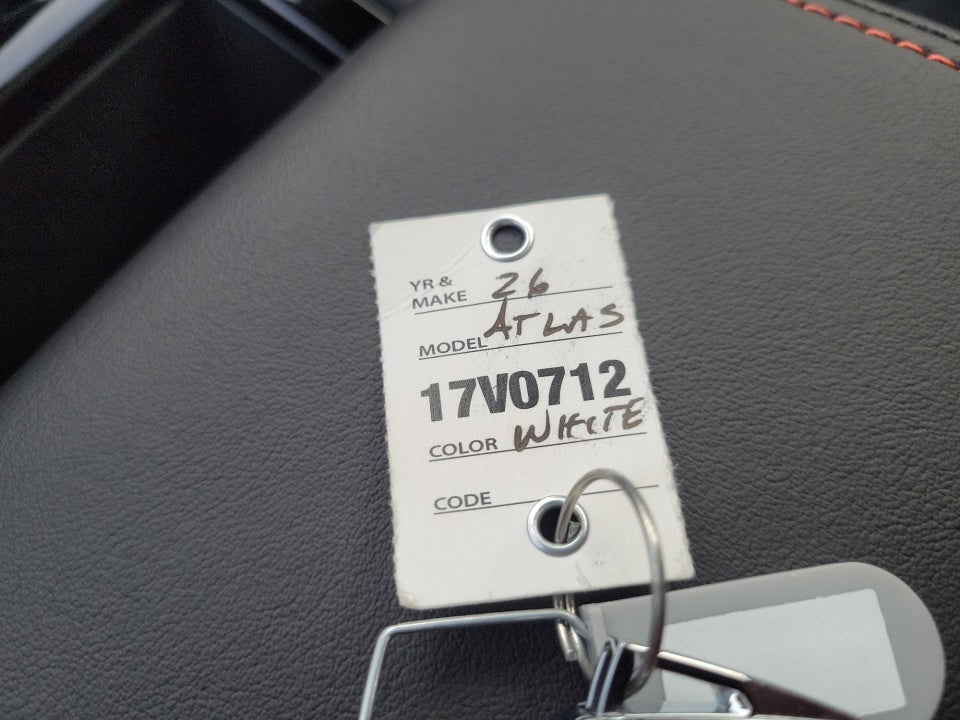 YR &
MAKE 26
MODEL ATLAS
17V0712
COLOR WHITE
CODE